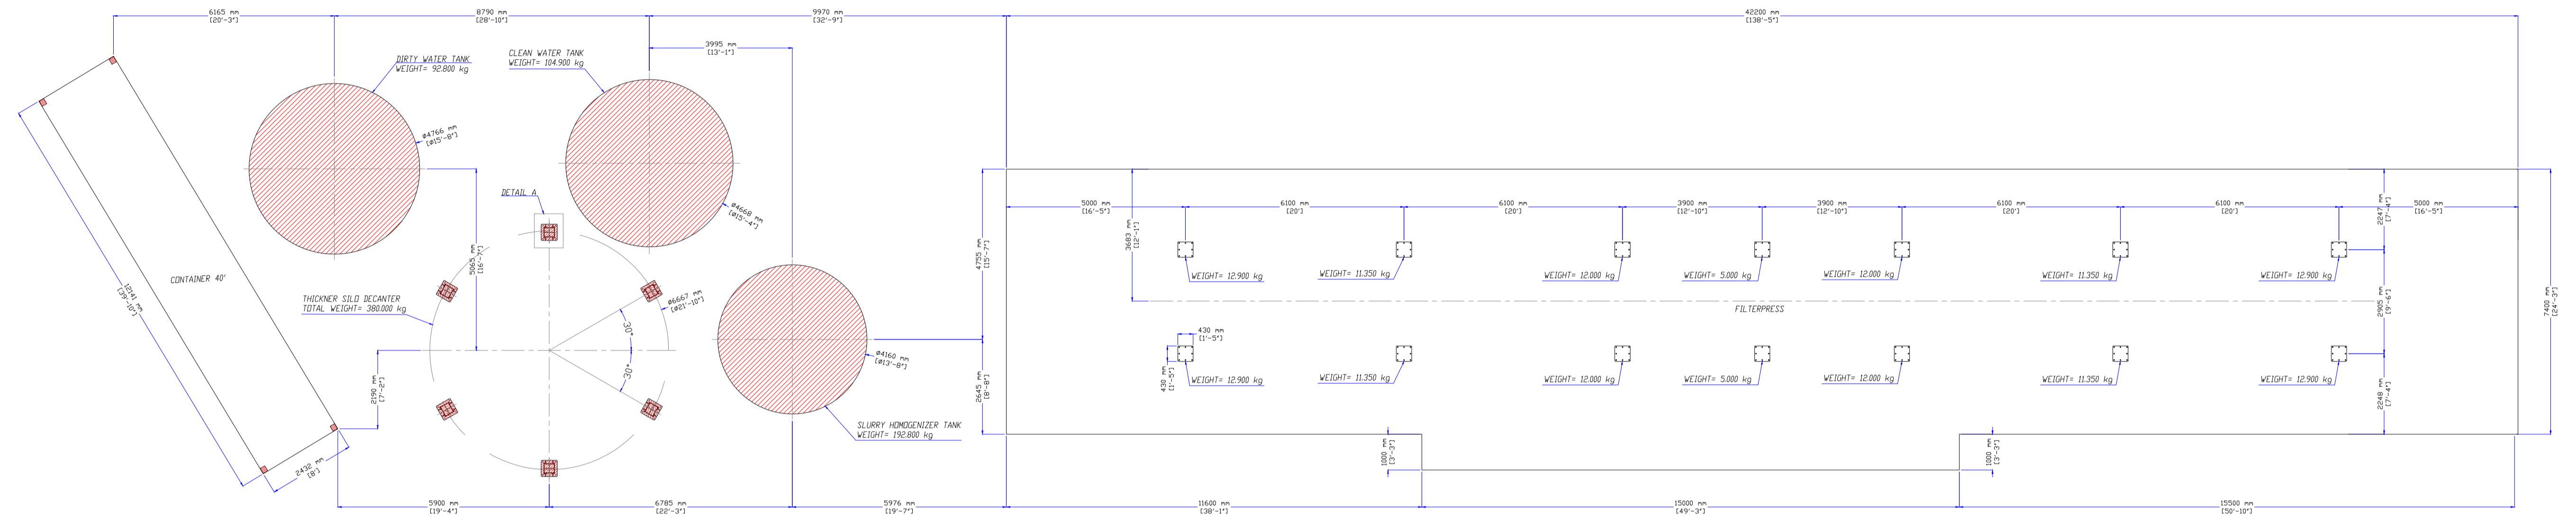 6165 mm
[20'-3"]
8790 mm
[28'-10"]
9970 mm
[32'-9"]
42200 mm
[138'-5"]
3995 mm
[13'-1"]
DIRTY WATER TANK
WEIGHT= 92.800 kg
CLEAN WATER TANK
WEIGHT= 104.900 kg
ø4766 mm
[ø15'-8"]
ø4668 mm
[ø15'-4"]
DETAIL A
5065 mm
[16'-7"]
CONTAINER 40'
12141 mm
[39'-10"]
THICKNER SILO DECANTER
TOTAL WEIGHT= 380.000 kg
ø6667 mm
[ø21'-10"]
30°
30°
2190 mm
[7'-2"]
2432 mm
[8']
ø4160 mm
[ø13'-8"]
SLURRY HOMOGENIZER TANK
WEIGHT= 192.800 kg
4755 mm
[15'-7"]
2645 mm
[8'-8"]
3683 mm
[12'-1"]
5000 mm
[16'-5"]
6100 mm
[20']
6100 mm
[20']
3900 mm
[12'-10"]
3900 mm
[12'-10"]
6100 mm
[20']
6100 mm
[20']
5000 mm
[16'-5"]
2247 mm
[7'-4"]
WEIGHT= 12.900 kg
WEIGHT= 11.350 kg
WEIGHT= 12.000 kg
WEIGHT= 5.000 kg
WEIGHT= 12.000 kg
WEIGHT= 11.350 kg
WEIGHT= 12.900 kg
FILTERPRESS
2905 mm
[9'-6"]
7400 mm
[24'-3"]
430 mm
[1'-5"]
430 mm
[1'-5"]
WEIGHT= 12.900 kg
WEIGHT= 11.350 kg
WEIGHT= 12.000 kg
WEIGHT= 5.000 kg
WEIGHT= 12.000 kg
WEIGHT= 11.350 kg
WEIGHT= 12.900 kg
2248 mm
[7'-4"]
1000 mm
[3'-3"]
1000 mm
[3'-3"]
5900 mm
[19'-4"]
6785 mm
[22'-3"]
5976 mm
[19'-7"]
11600 mm
[38'-1"]
15000 mm
[49'-3"]
15500 mm
[50'-10"]